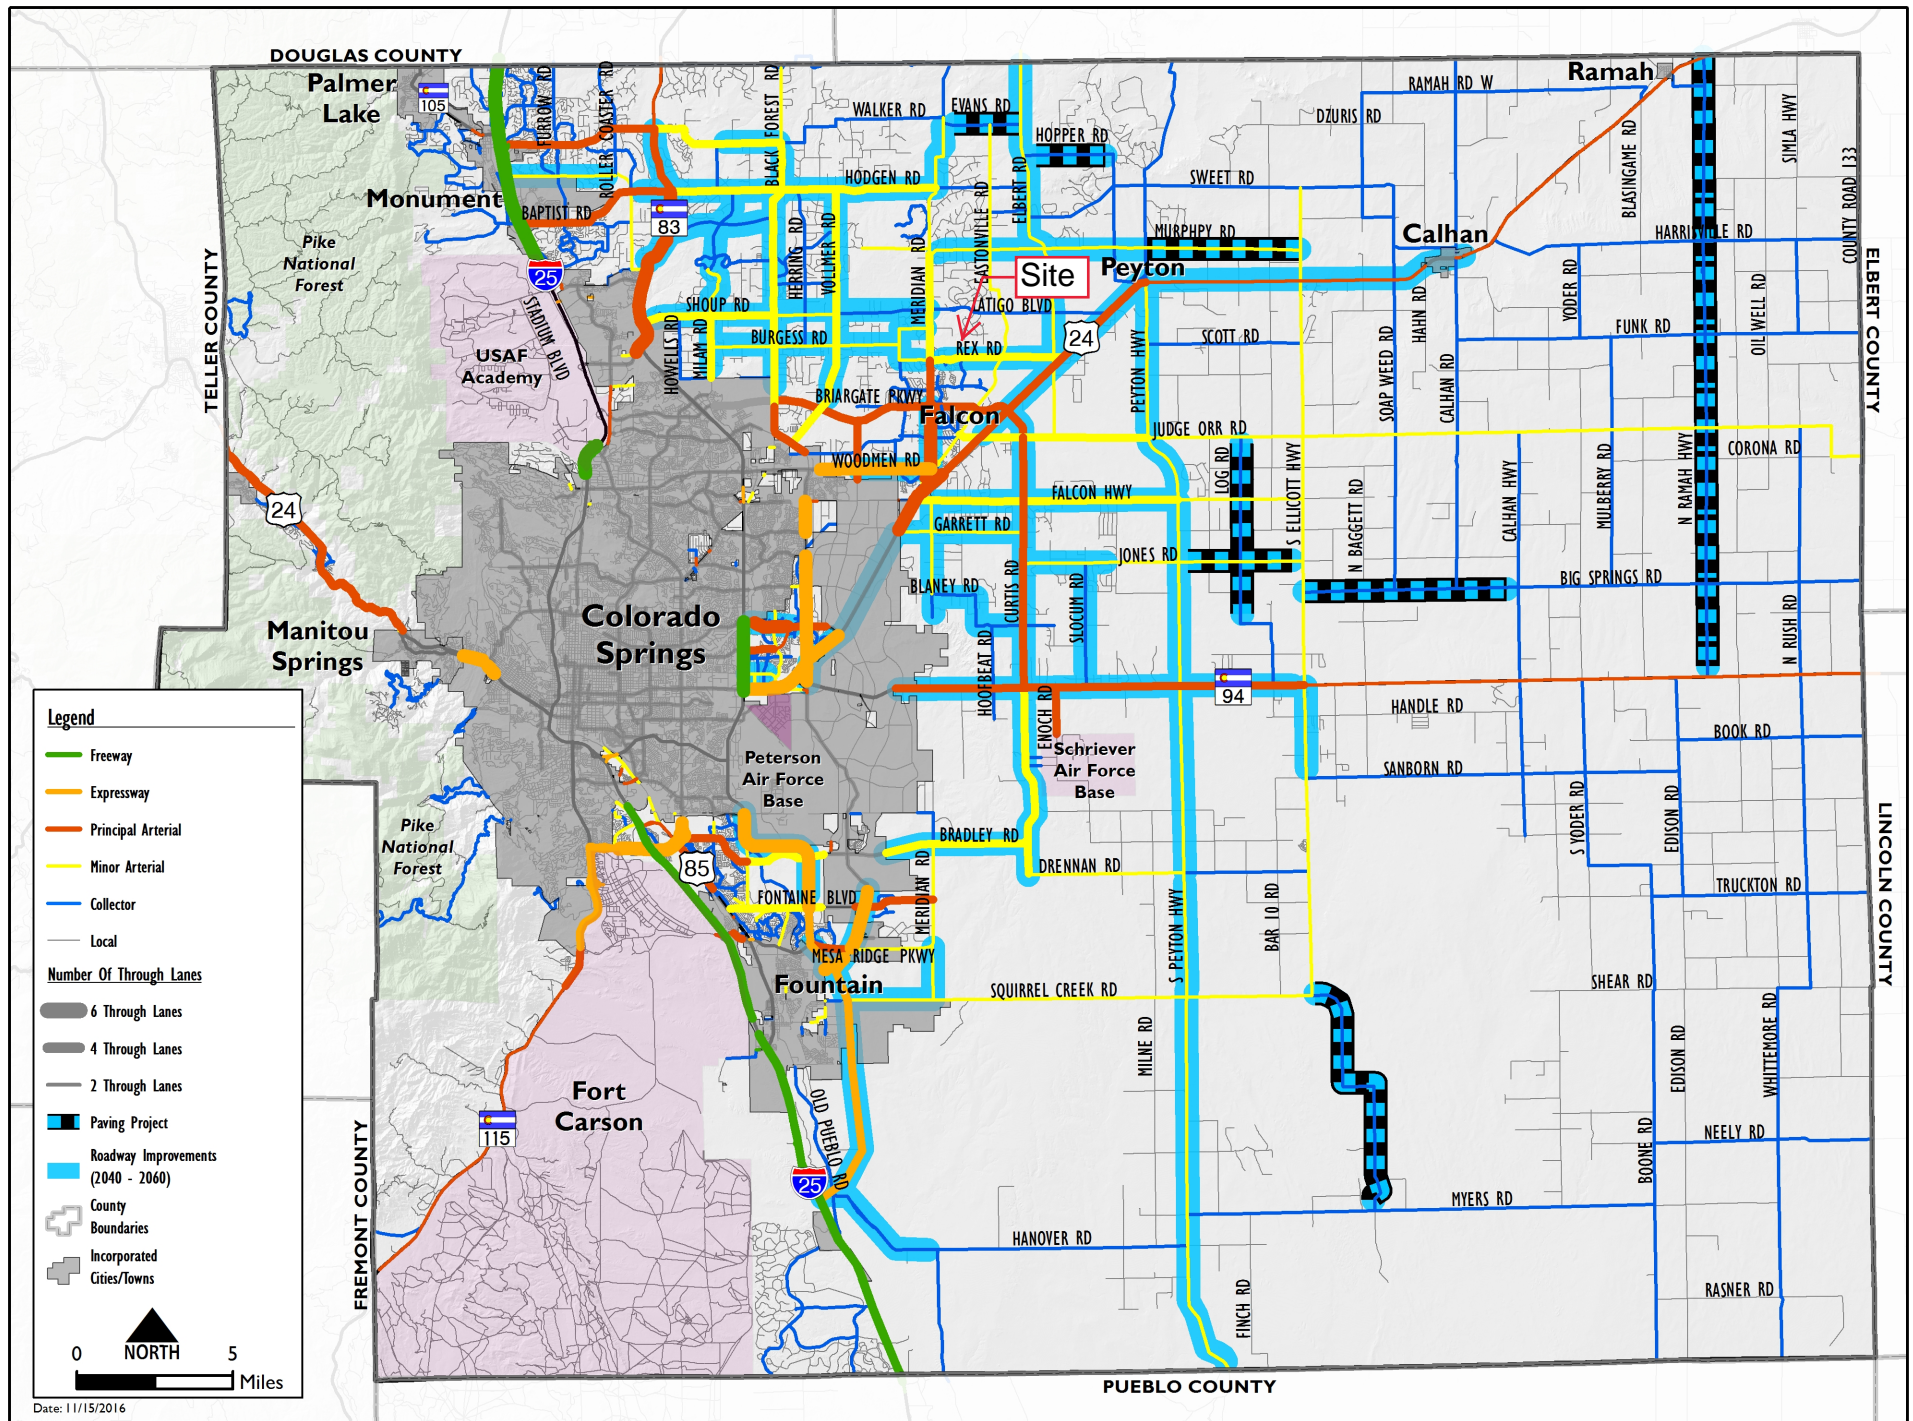 DOUGLAS COUNTY
Palmer
Lake
105
FURROW RD
ROLLER COASTER RD
BLACK FOREST RD
WALKER RD
EVANS RD
HOPPER RD
RAMAH RD W
DZURIS RD
Ramah
BLASINGAME RD
SIMLA HWY
COUNTY ROAD 133
Monument
BAPTIST RD
83
HODGEN RD
SWEET RD
ELBERT RD
EASTONVILLE RD
MERIDIAN RD
HERRING RD
VOLLMER RD
MURPHPY RD
Calhan
HARRISVILLE RD
Pike
National
Forest
TELLER COUNTY
25
STADIUM BLVD
USAF
Academy
SHOUP RD
HOWELLS RD
MILAM RD
BURGESS RD
Site
Peyton
LATIGO BLVD
REX RD
24
PEYTON HWY
SCOTT RD
SOAP WEED RD
HAHN RD
CALHAN RD
YODER RD
FUNK RD
OIL WELL RD
ELBERT COUNTY
BRIARGATE PKWY
Falcon
WOODMEN RD
JUDGE ORR RD
LOG RD
S ELLICOTT HWY
N BAGGETT RD
CALHAN HWY
MULBERRY RD
N RAMAH HWY
CORONA RD
24
FALCON HWY
GARRETT RD
JONES RD
BLANEY RD
CURTIS RD
SLOCUM RD
HOOFBEAT RD
BIG SPRINGS RD
N RUSH RD
Colorado
Springs
Manitou
Springs
94
ENOCH RD
HANDLE RD
BOOK RD
Schriever
Air Force
Base
Peterson
Air Force
Base
SANBORN RD
S YODER RD
EDISON RD
LINCOLN COUNTY
Pike
National
Forest
85
BRADLEY RD
DRENNAN RD
MERIDIAN RD
FONTAINE BLVD
S PEYTON HWY
BAR 10 RD
TRUCKTON RD
MESA RIDGE PKWY
Fountain
SQUIRREL CREEK RD
SHEAR RD
MILNE RD
EDISON RD
WHITTEMORE RD
Fort
Carson
115
OLD PUEBLO RD
25
BOONE RD
NEELY RD
MYERS RD
HANOVER RD
FINCH RD
RASNER RD
FREMONT COUNTY
PUEBLO COUNTY
Legend
Freeway
Expressway
Principal Arterial
Minor Arterial
Collector
Local
Number Of Through Lanes
6 Through Lanes
4 Through Lanes
2 Through Lanes
Paving Project
Roadway Improvements
(2040 - 2060)
County
Boundaries
Incorporated
Cities/Towns
NORTH
0 5
Miles
Date: 11/15/2016